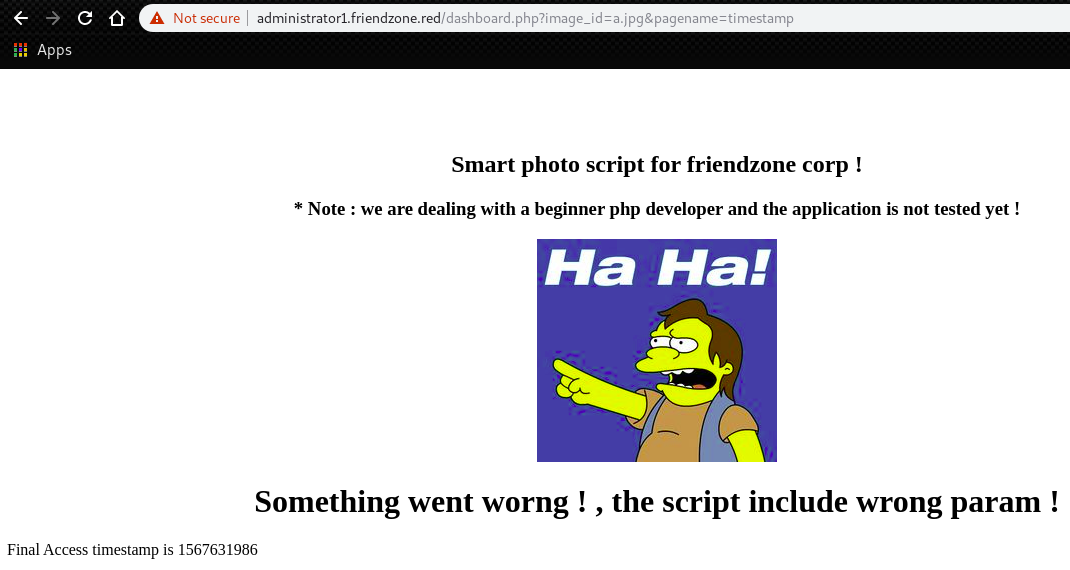 Not secure administrator1.friendzone.red/dashboard.php?image_id=a.jpg&pagename=timestamp
Apps
Smart photo script for friendzone corp !
* Note : we are dealing with a beginner php developer and the application is not tested yet !
Ha Ha!
Something went worng ! , the script include wrong param !
Final Access timestamp is 1567631986